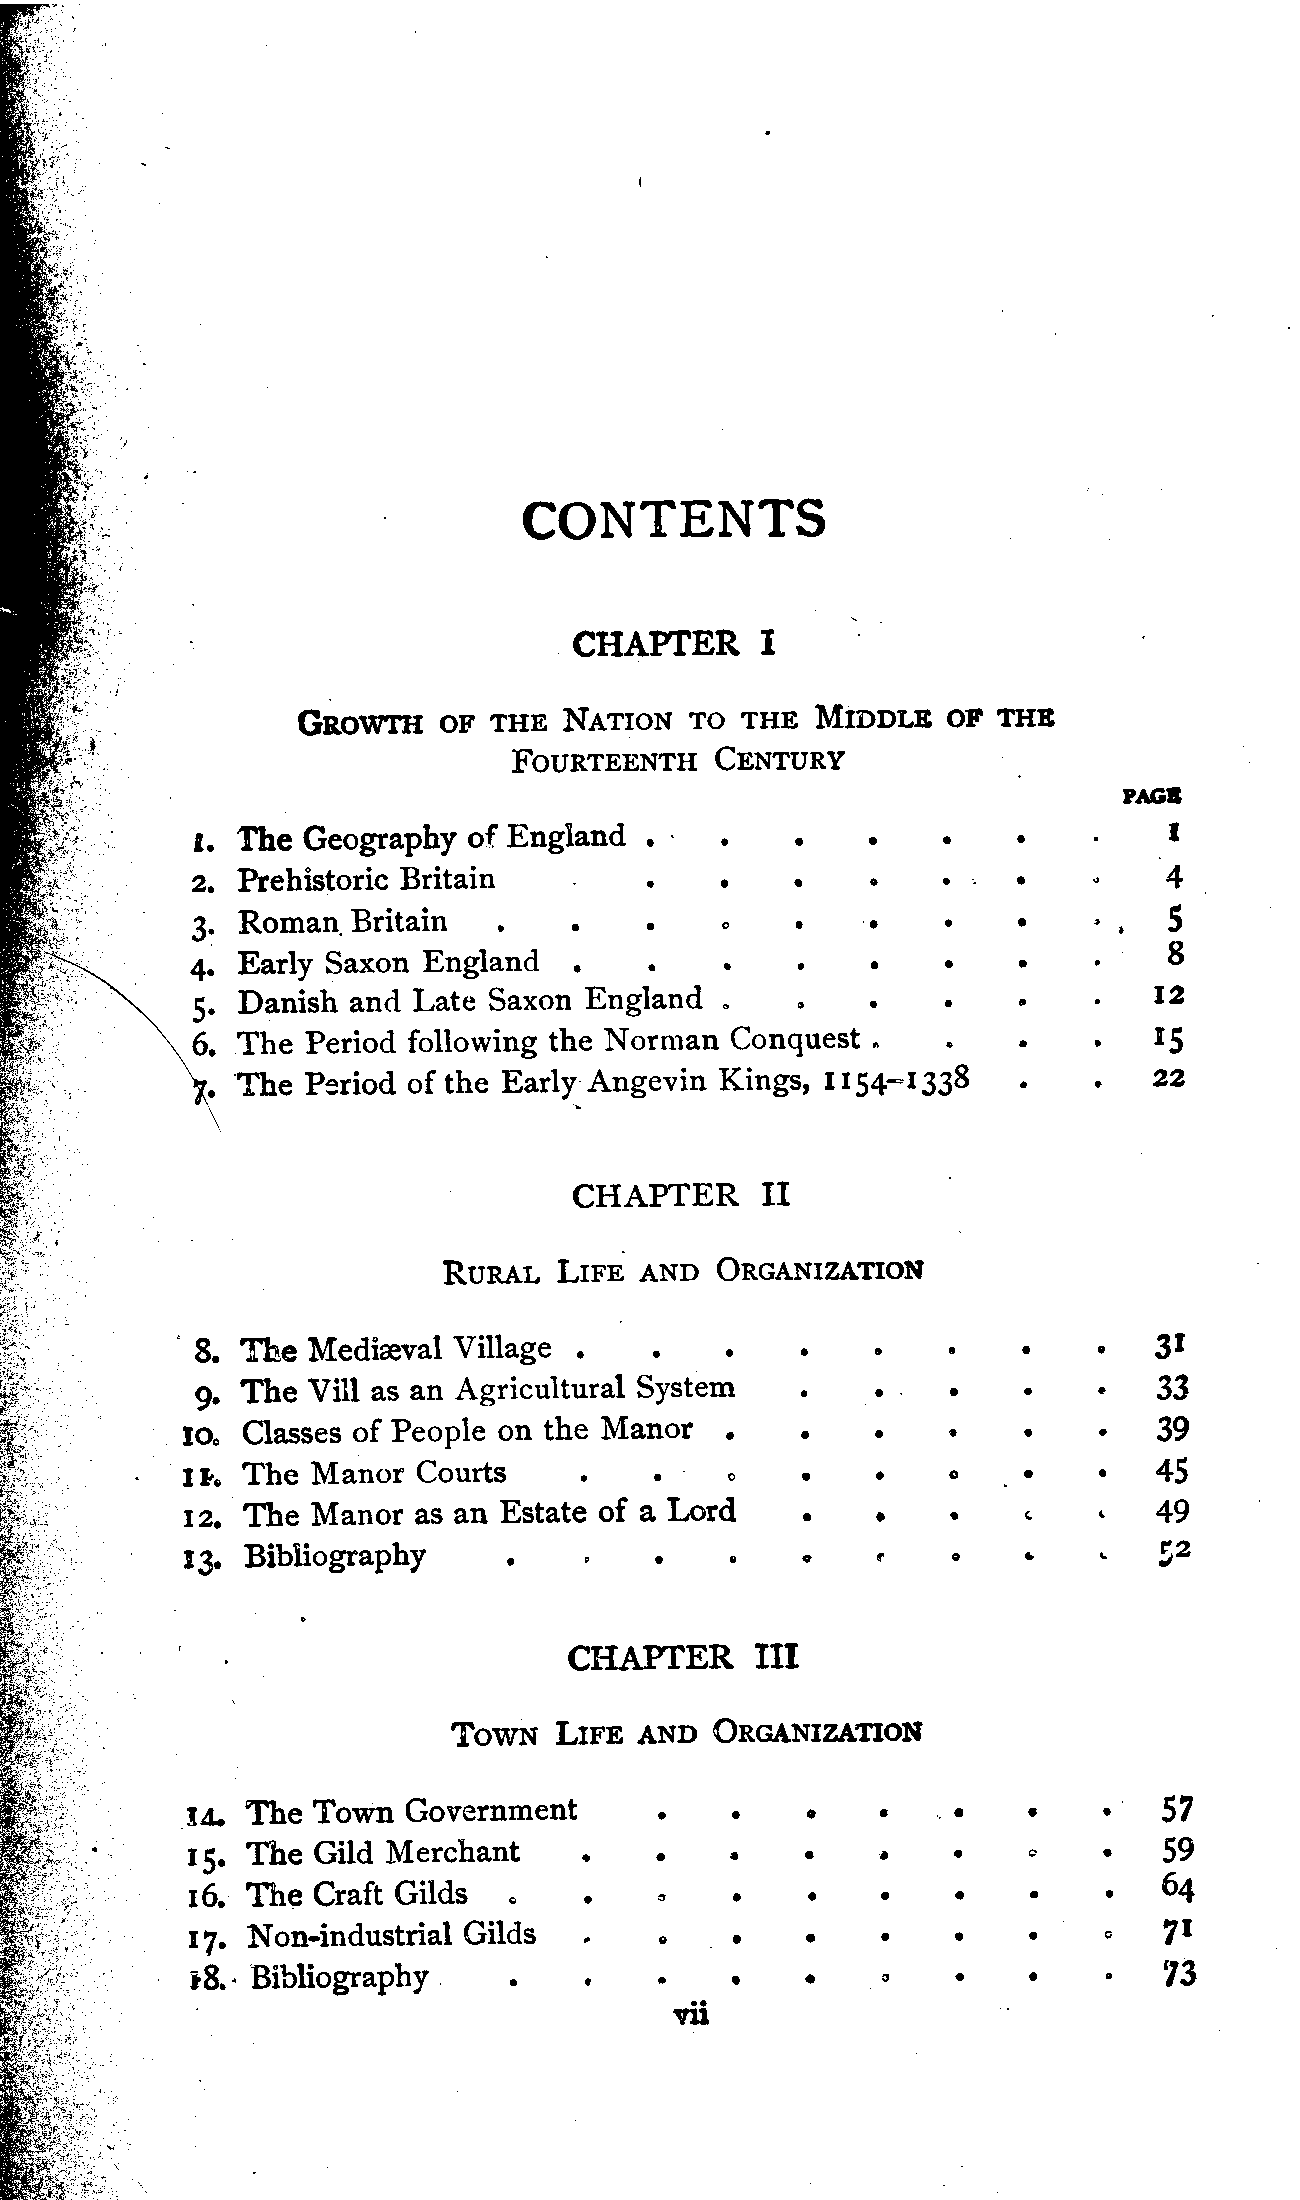 CONTENTS
CHAPTER I
GROWTH OF THE NATION TO THE MIDDLE OF THE
FOURTEENTH CENTURY
PAGE
1. The Geography of England . . . . . . . 1
2. Prehistoric Britain . . . . . . . 4
3. Roman Britain . . . . . . . . . 5
4. Early Saxon England . . . . . . . . 8
5. Danish and Late Saxon England . . . . . . 12
6. The Period following the Norman Conquest . . . . 15
7. The Period of the Early Angevin Kings, 1154–1338 . . 22
CHAPTER II
RURAL LIFE AND ORGANIZATION
8. The Mediæval Village . . . . . . . . 31
9. The Vill as an Agricultural System . . . . . 33
10. Classes of People on the Manor . . . . . . 39
11. The Manor Courts . . . . . . . . 45
12. The Manor as an Estate of a Lord . . . . . 49
13. Bibliography . . . . . . . . . 52
CHAPTER III
TOWN LIFE AND ORGANIZATION
14. The Town Government . . . . . . . 57
15. The Gild Merchant . . . . . . . . 59
16. The Craft Gilds . . . . . . . . . 64
17. Non-industrial Gilds . . . . . . . . 71
18. Bibliography . . . . . . . . . 73
vii